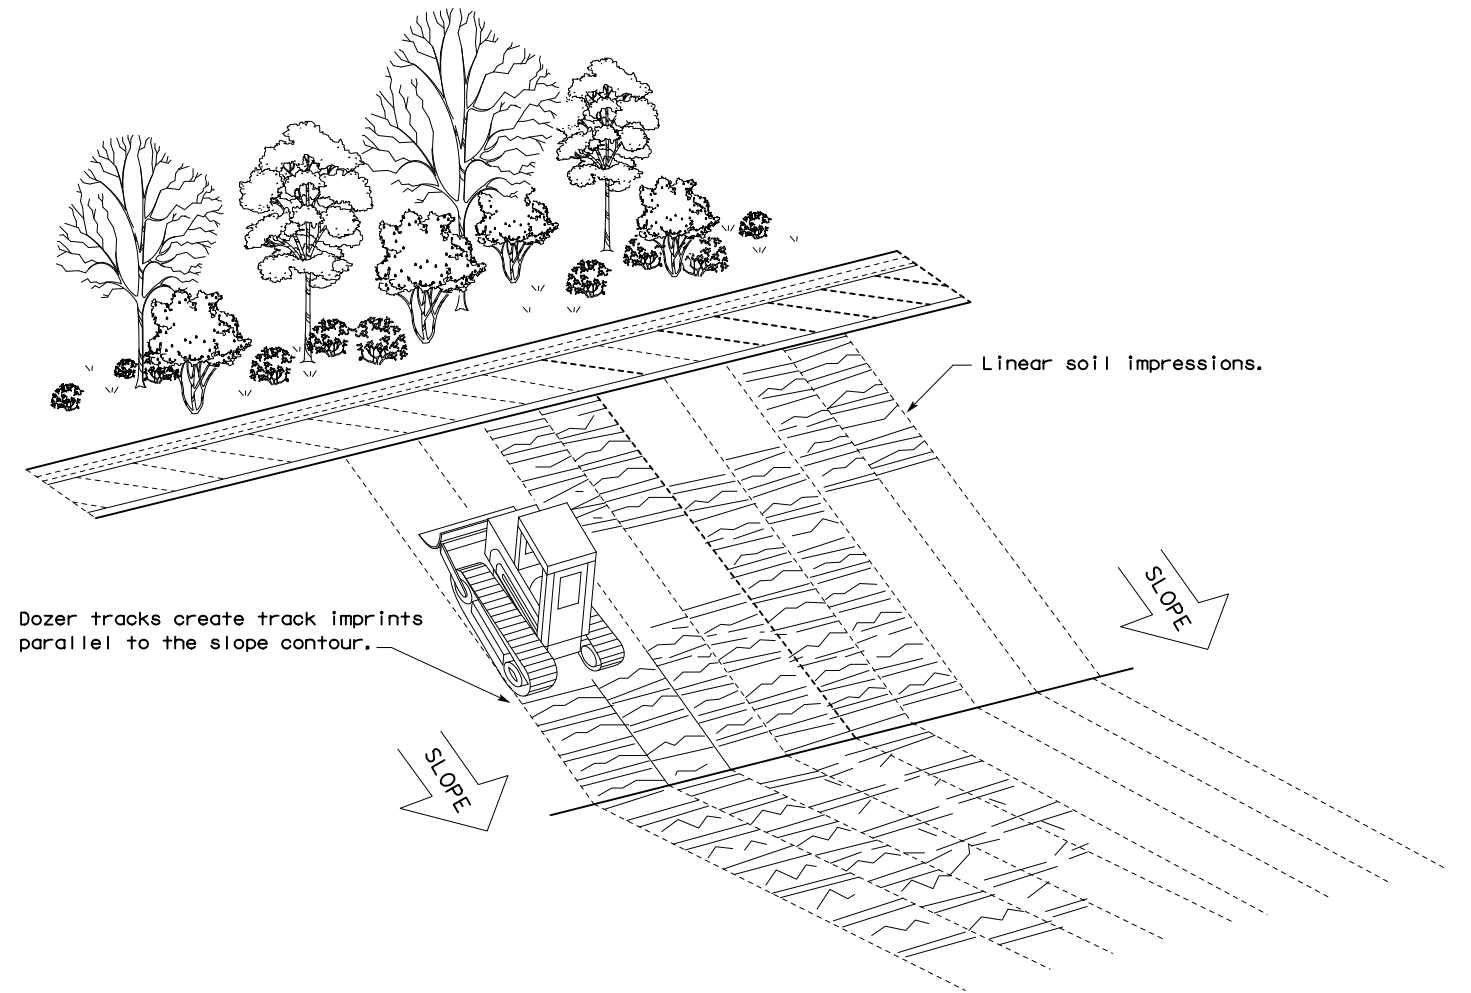 Linear soil impressions.
SLOPE
Dozer tracks create track imprints
parallel to the slope contour.
SLOPE